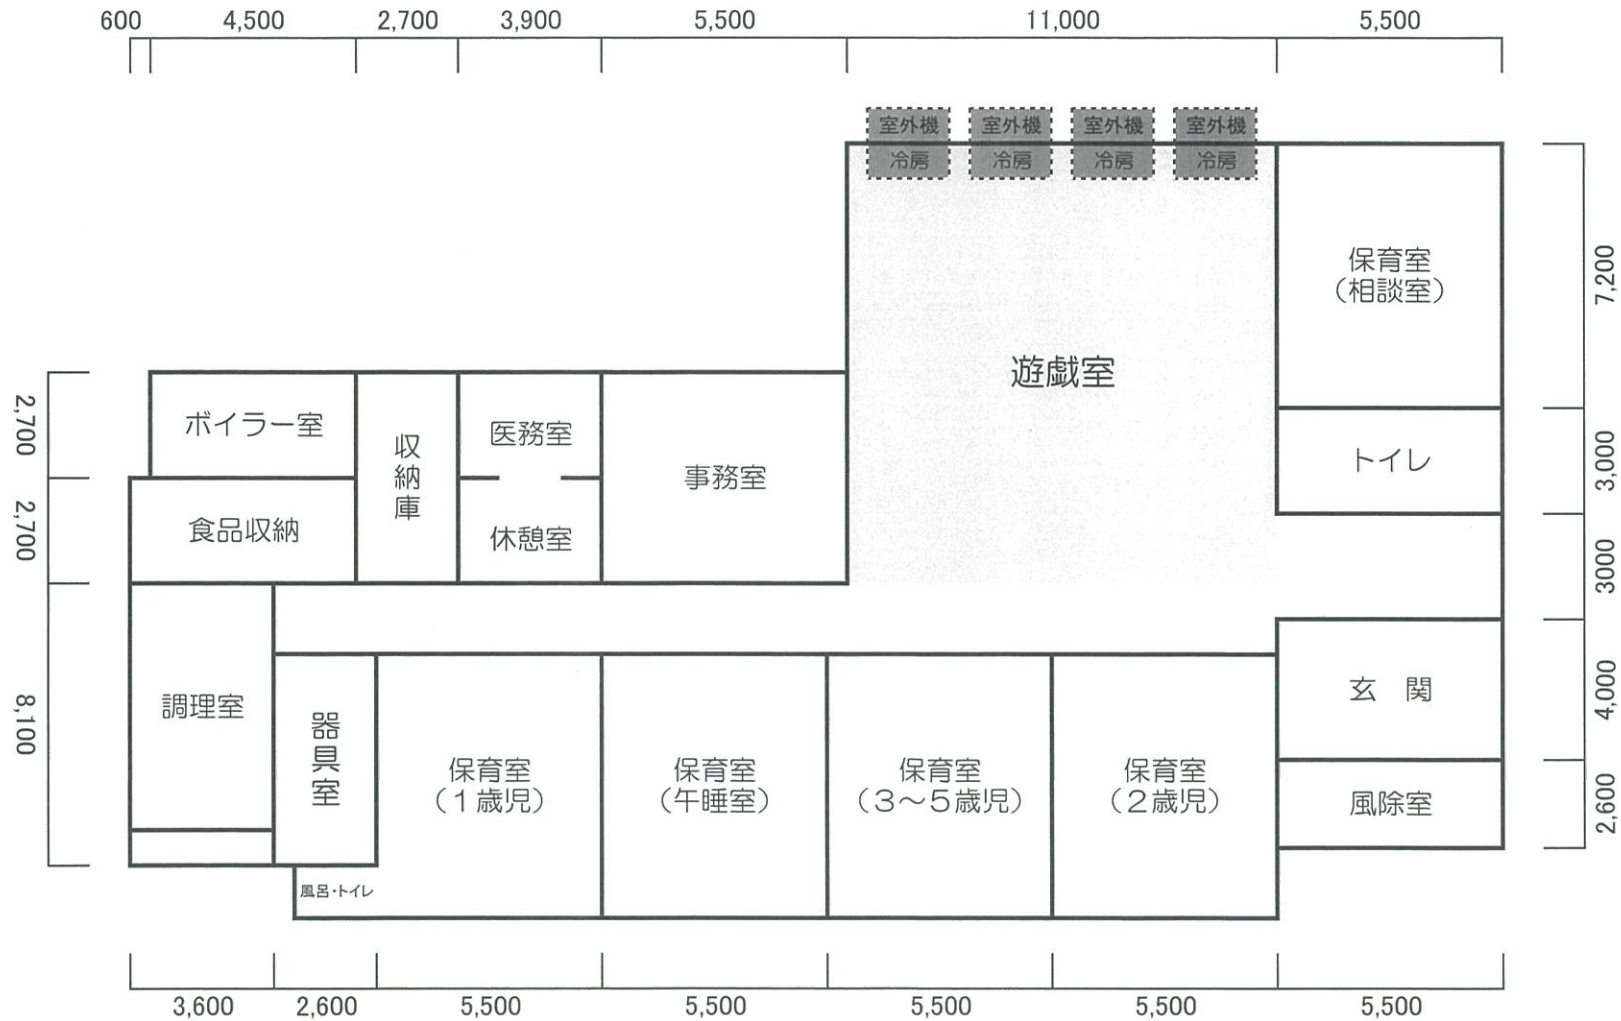 600 4,500 2,700 3,900 5,500 11,000 5,500
室外機 室外機 室外機 室外機
冷房 冷房 冷房 冷房
保育室
（相談室）
7,200
遊戯室
2,700
ボイラー室
収納庫
医務室
事務室
トイレ
3,000
2,700
食品収納
休憩室
3000
調理室
器具室
8,100
保育室
（１歳児）
保育室
（午睡室）
保育室
（３～５歳児）
保育室
（２歳児）
玄　関
4,000
風除室
2,600
風呂・トイレ
3,600 2,600 5,500 5,500 5,500 5,500 5,500